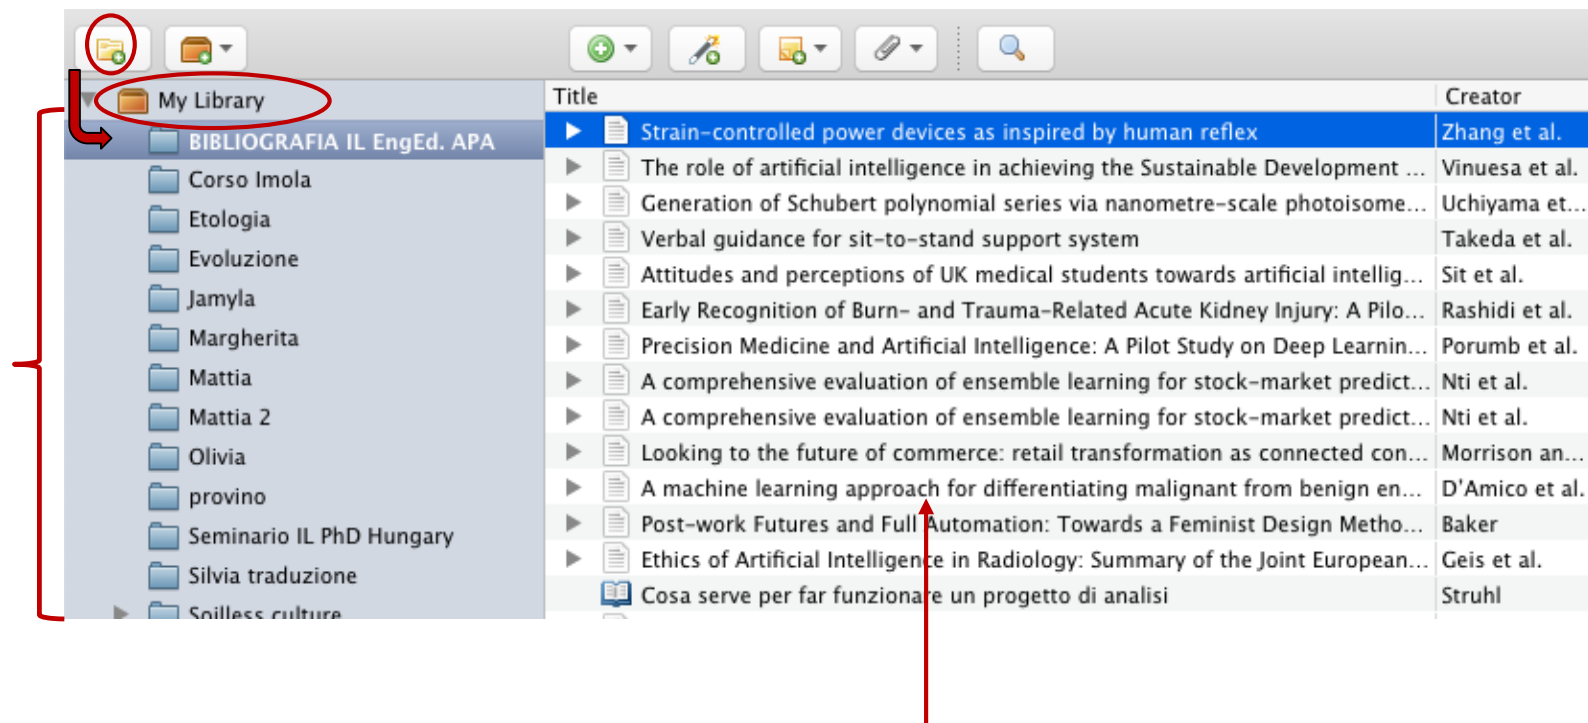 My Library
BIBLIOGRAFIA IL EngEd. APA
Corso Imola
Etologia
Evoluzione
Jamyla
Margherita
Mattia
Mattia 2
Olivia
provino
Seminario IL PhD Hungary
Silvia traduzione
Soilless culture
Title Creator
Strain-controlled power devices as inspired by human reflex Zhang et al.
The role of artificial intelligence in achieving the Sustainable Development ... Vinuesa et al.
Generation of Schubert polynomial series via nanometre-scale photoisome... Uchiyama et...
Verbal guidance for sit-to-stand support system Takeda et al.
Attitudes and perceptions of UK medical students towards artificial intellig... Sit et al.
Early Recognition of Burn- and Trauma-Related Acute Kidney Injury: A Pilo... Rashidi et al.
Precision Medicine and Artificial Intelligence: A Pilot Study on Deep Learnin... Porumb et al.
A comprehensive evaluation of ensemble learning for stock-market predict... Nti et al.
A comprehensive evaluation of ensemble learning for stock-market predict... Nti et al.
Looking to the future of commerce: retail transformation as connected con... Morrison an...
A machine learning approach for differentiating malignant from benign en... D'Amico et al.
Post-work Futures and Full Automation: Towards a Feminist Design Metho... Baker
Ethics of Artificial Intelligence in Radiology: Summary of the Joint European... Geis et al.
Cosa serve per far funzionare un progetto di analisi Struhl